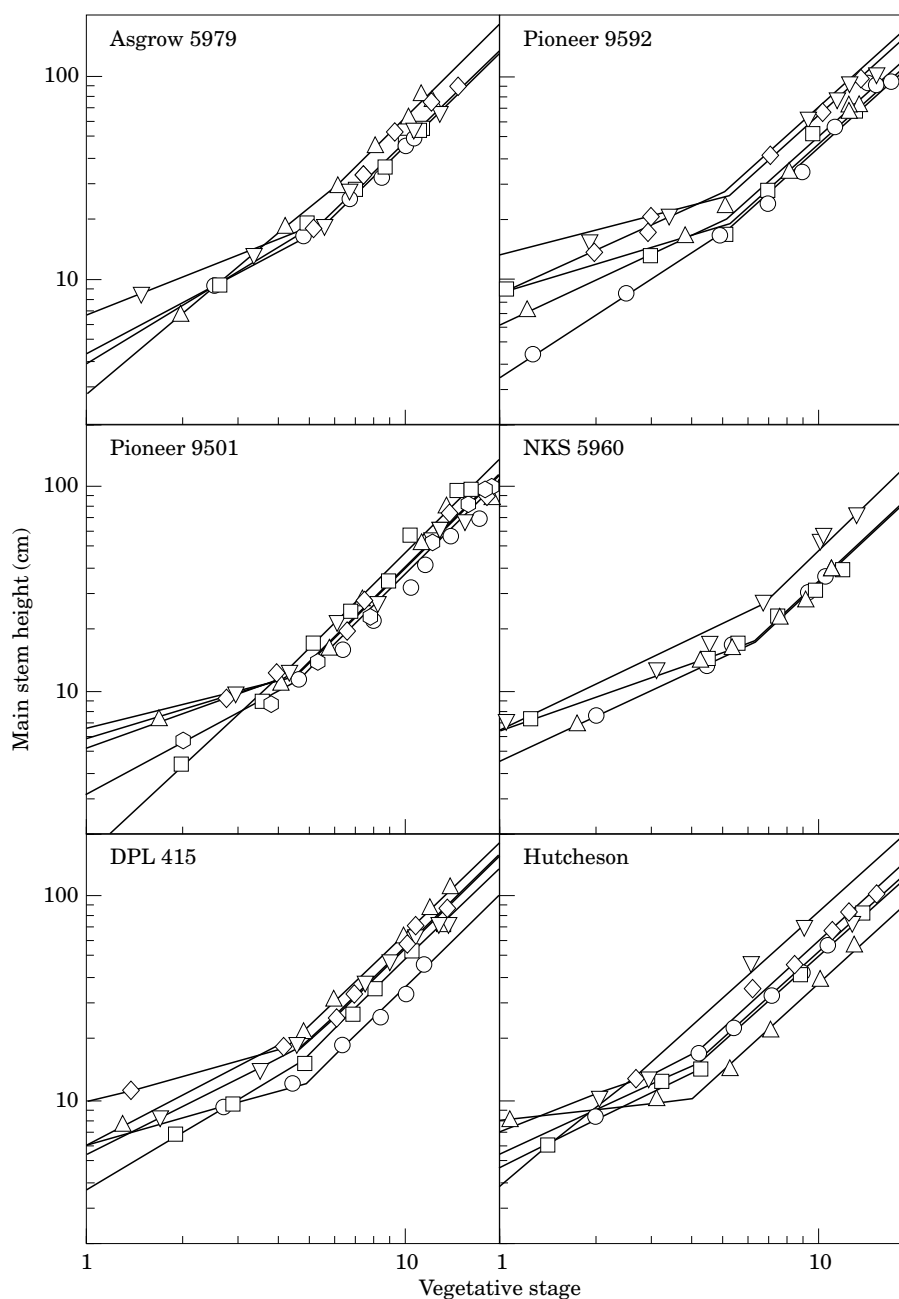 Asgrow 5979
Pioneer 9592
100
10
Pioneer 9501
NKS 5960
100
10
Main stem height (cm)
DPL 415
Hutcheson
100
10
1
10
1
10
Vegetative stage